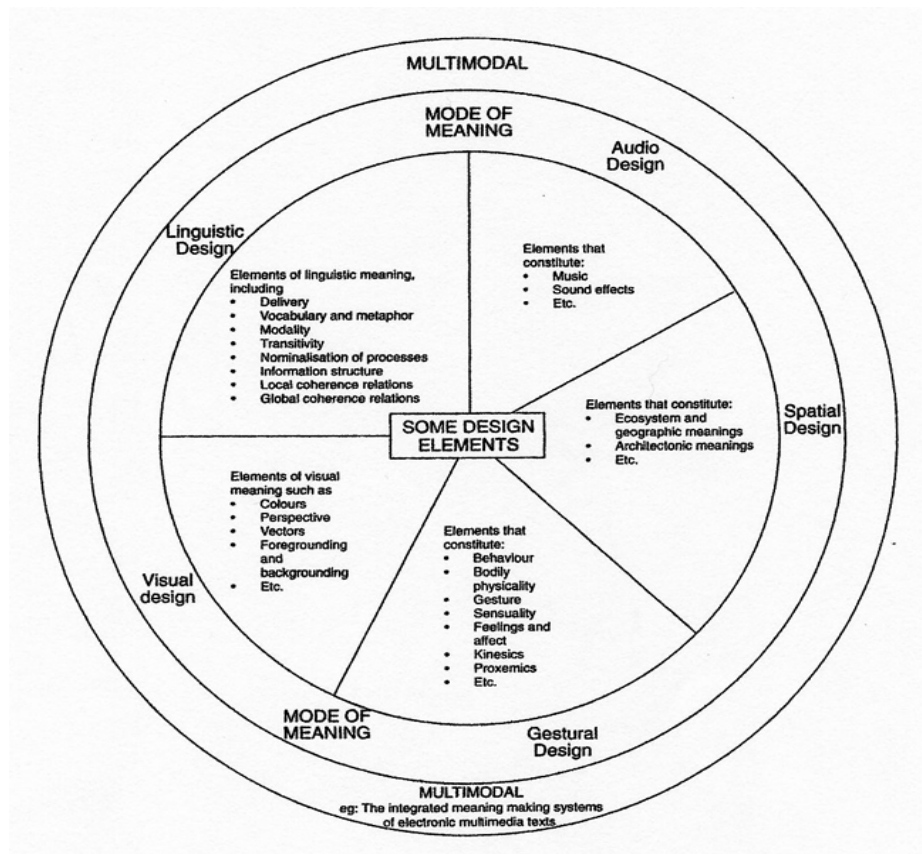 MULTIMODAL
MODE OF
MEANING
Audio
Design
Linguistic
Design
Elements that
constitute:
• Music
• Sound effects
• Etc.
Elements of linguistic meaning,
including
• Delivery
• Vocabulary and metaphor
• Modality
• Transitivity
• Nominalisation of processes
• Information structure
• Local coherence relations
• Global coherence relations
Elements that constitute:
• Ecosystem and
geographic meanings
• Architectonic meanings
• Etc.
Spatial
Design
SOME DESIGN
ELEMENTS
Elements of visual
meaning such as
• Colours
• Perspective
• Vectors
• Foregrounding
and
backgrounding
• Etc.
Elements that
constitute:
• Behaviour
• Bodily
physicality
• Gesture
• Sensuality
• Feelings and
affect
• Kinesics
• Proxemics
• Etc.
Visual
design
MODE OF
MEANING
Gestural
Design
MULTIMODAL
eg: The integrated meaning making systems
of electronic multimedia texts